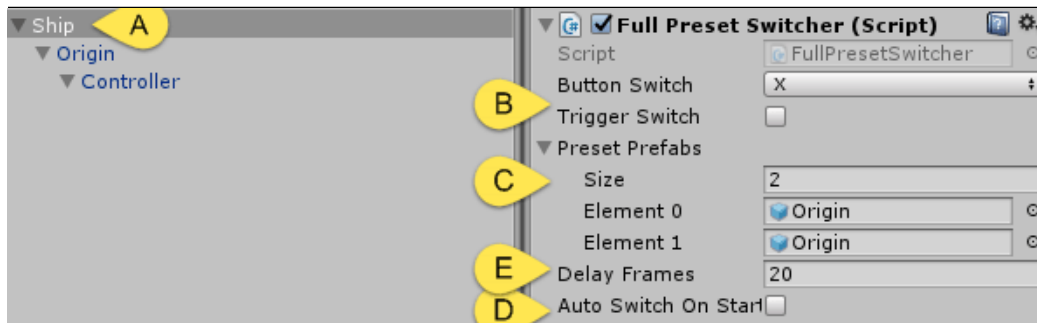 Ship
A
Origin
Controller
Full Preset Switcher (Script)
Script FullPresetSwitcher
Button Switch X
B
Trigger Switch
Preset Prefabs
C
Size 2
Element 0 Origin
Element 1 Origin
E
Delay Frames 20
D
Auto Switch On Start